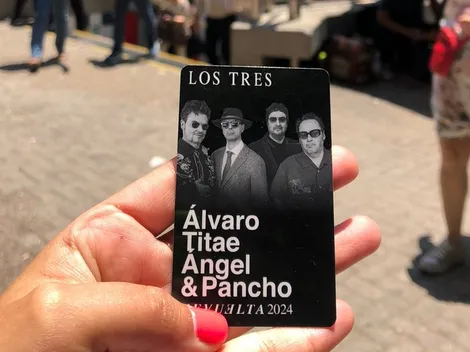 LOS TRES
Álvaro
Titae
Ángel
& Pancho
REVUELTA 2024